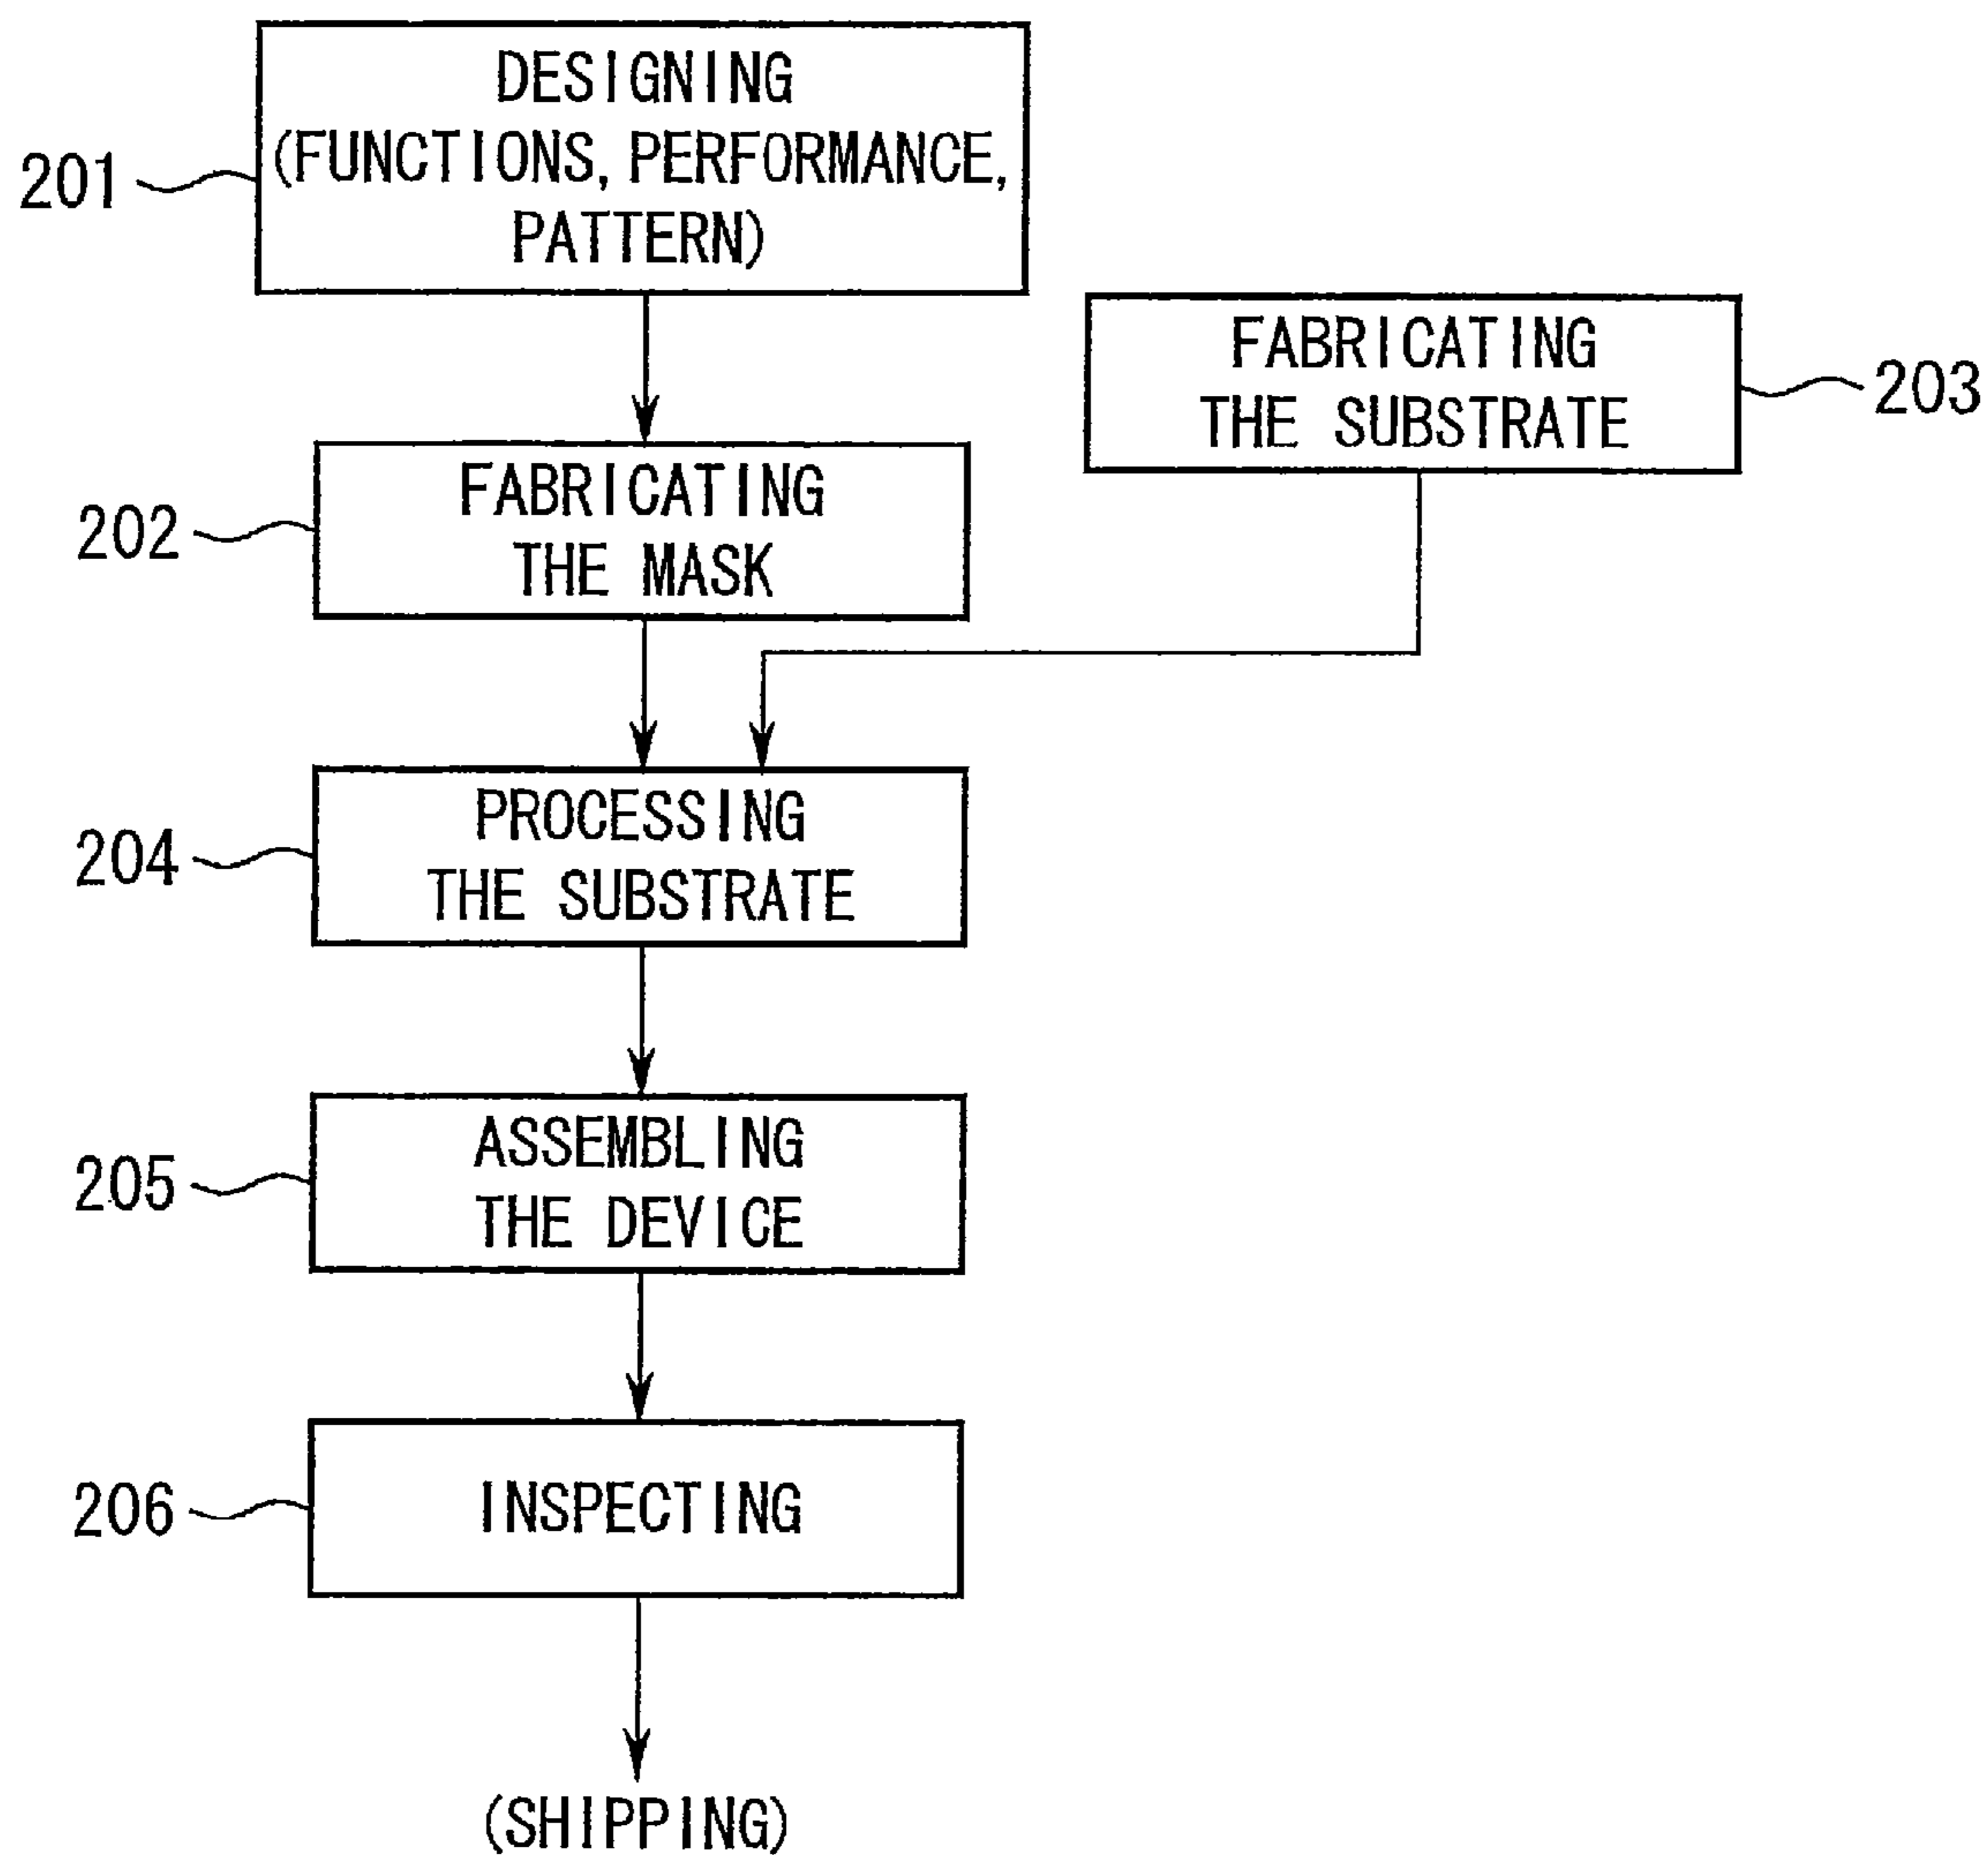 DESIGNING
(FUNCTIONS, PERFORMANCE,
PATTERN)
201
FABRICATING
THE SUBSTRATE
203
FABRICATING
THE MASK
202
PROCESSING
THE SUBSTRATE
204
ASSEMBLING
THE DEVICE
205
INSPECTING
206
(SHIPPING)